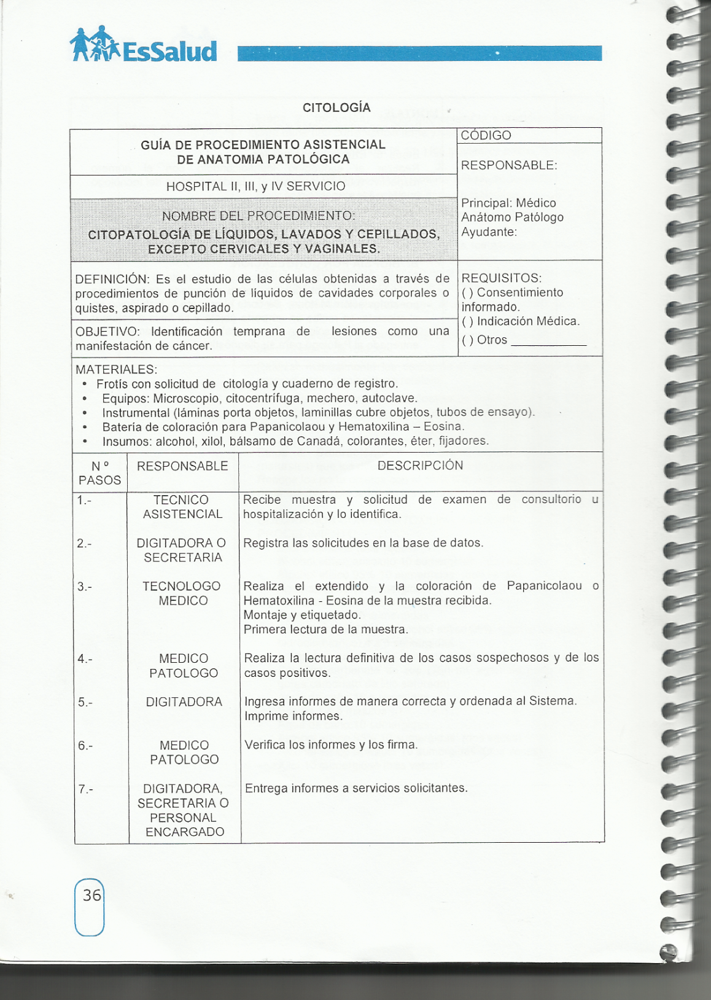 EsSalud
CITOLOGÍA
GUÍA DE PROCEDIMIENTO ASISTENCIAL
DE ANATOMIA PATOLÓGICA
HOSPITAL II, III, y IV SERVICIO
NOMBRE DEL PROCEDIMIENTO:
CITOPATOLOGÍA DE LÍQUIDOS, LAVADOS Y CEPILLADOS,
EXCEPTO CERVICALES Y VAGINALES.
CÓDIGO
RESPONSABLE:
Principal: Médico
Anátomo Patólogo
Ayudante:
DEFINICIÓN: Es el estudio de las células obtenidas a través de
procedimientos de punción de líquidos de cavidades corporales o
quistes, aspirado o cepillado.
OBJETIVO: Identificación temprana de lesiones como una
manifestación de cáncer.
REQUISITOS:
( ) Consentimiento
informado.
( ) Indicación Médica.
( ) Otros ____________
MATERIALES:
• Frotís con solicitud de citología y cuaderno de registro.
• Equipos: Microscopio, citocentrífuga, mechero, autoclave.
• Instrumental (láminas porta objetos, laminillas cubre objetos, tubos de ensayo).
• Batería de coloración para Papanicolaou y Hematoxilina – Eosina.
• Insumos: alcohol, xilol, bálsamo de Canadá, colorantes, éter, fijadores.
N º
PASOS
RESPONSABLE
DESCRIPCIÓN
1.-
TECNICO
ASISTENCIAL
Recibe muestra y solicitud de examen de consultorio u
hospitalización y lo identifica.
2.-
DIGITADORA O
SECRETARIA
Registra las solicitudes en la base de datos.
3.-
TECNOLOGO
MEDICO
Realiza el extendido y la coloración de Papanicolaou o
Hematoxilina - Eosina de la muestra recibida.
Montaje y etiquetado.
Primera lectura de la muestra.
4.-
MEDICO
PATOLOGO
Realiza la lectura definitiva de los casos sospechosos y de los
casos positivos.
5.-
DIGITADORA
Ingresa informes de manera correcta y ordenada al Sistema.
Imprime informes.
6.-
MEDICO
PATOLOGO
Verifica los informes y los firma.
7.-
DIGITADORA,
SECRETARIA O
PERSONAL
ENCARGADO
Entrega informes a servicios solicitantes.
36